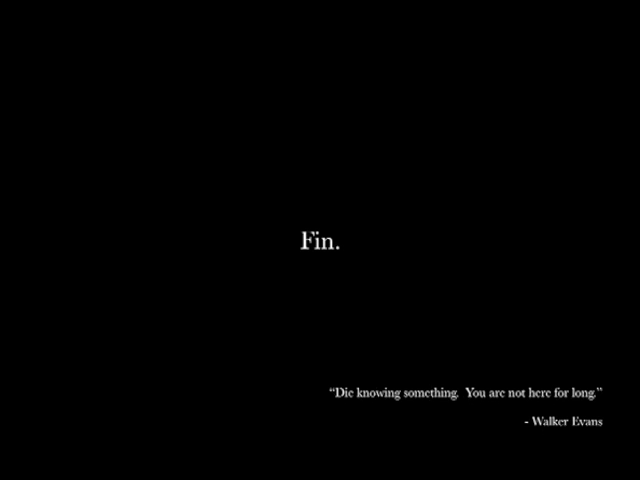 Fin.
“Die knowing something.  You are not here for long.”
- Walker Evans